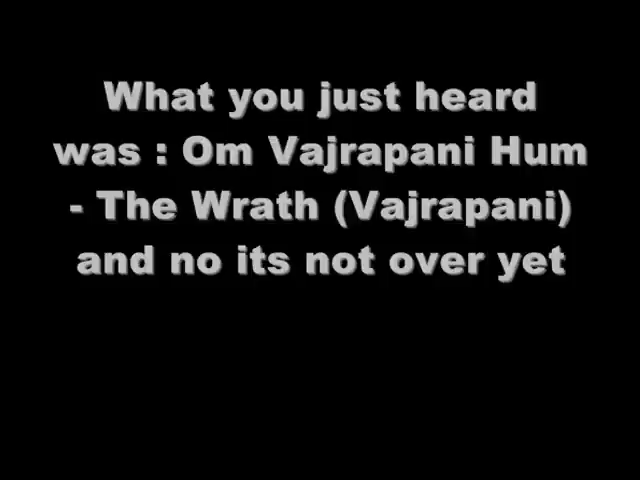 What you just heard
was : Om Vajrapani Hum
- The Wrath (Vajrapani)
and no its not over yet